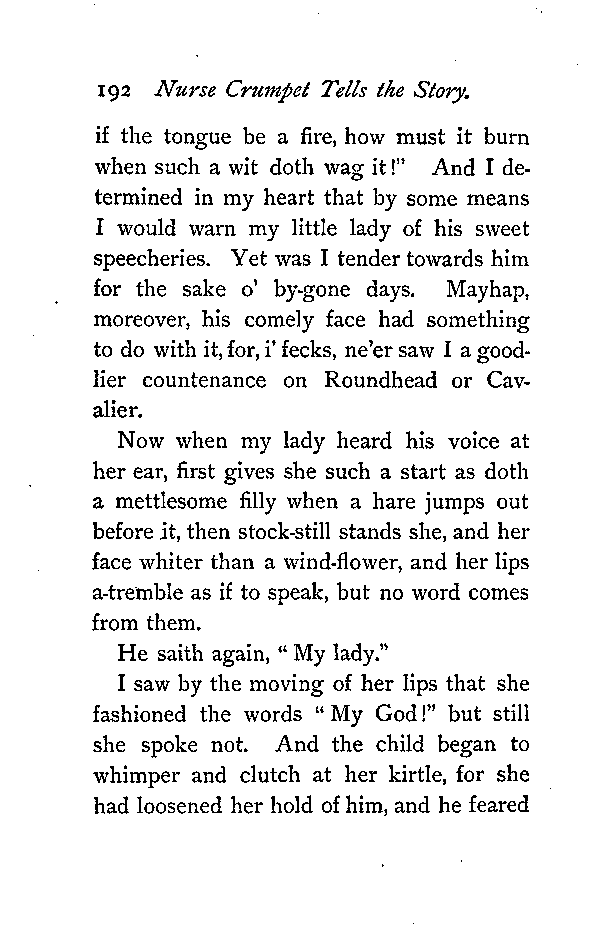 192 Nurse Crumpet Tells the Story.
if the tongue be a fire, how must it burn
when such a wit doth wag it!" And I de-
termined in my heart that by some means
I would warn my little lady of his sweet
speecheries. Yet was I tender towards him
for the sake o' by-gone days. Mayhap,
moreover, his comely face had something
to do with it, for, i' fecks, ne'er saw I a good-
lier countenance on Roundhead or Cav-
alier.
Now when my lady heard his voice at
her ear, first gives she such a start as doth
a mettlesome filly when a hare jumps out
before it, then stock-still stands she, and her
face whiter than a wind-flower, and her lips
a-tremble as if to speak, but no word comes
from them.
He saith again, "My lady."
I saw by the moving of her lips that she
fashioned the words "My God!" but still
she spoke not. And the child began to
whimper and clutch at her kirtle, for she
had loosened her hold of him, and he feared